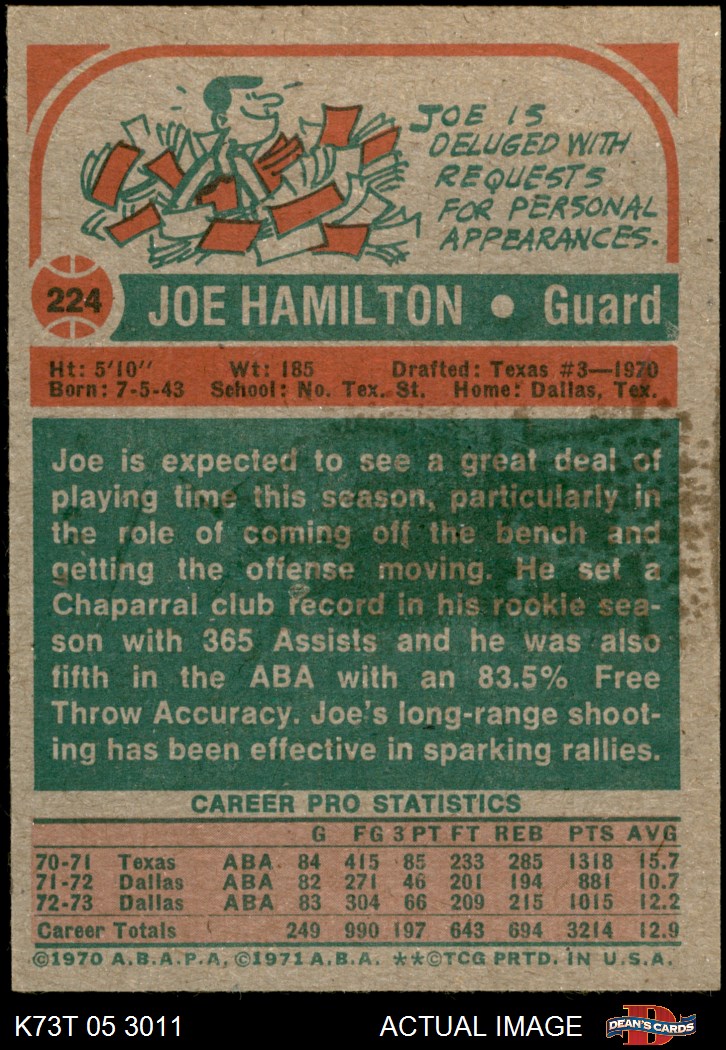 JOE IS
DELUGED WITH
REQUESTS
FOR PERSONAL
APPEARANCES.
224 JOE HAMILTON • Guard
Ht: 5'10" Wt: 185 Drafted: Texas #3—1970
Born: 7-5-43 School: No. Tex. St. Home: Dallas, Tex.
Joe is expected to see a great deal of
playing time this season, particularly in
the role of coming off the bench and
getting the offense moving. He set a
Chaparral club record in his rookie sea-
son with 365 Assists and he was also
fifth in the ABA with an 83.5% Free
Throw Accuracy. Joe's long-range shoot-
ing has been effective in sparking rallies.
CAREER PRO STATISTICS
G FG 3 PT FT REB PTS AVG
70-71 Texas ABA 84 415 85 233 285 1318 15.7
71-72 Dallas ABA 82 271 46 201 194 881 10.7
72-73 Dallas ABA 83 304 66 209 215 1015 12.2
Career Totals 249 990 197 643 694 3214 12.9
©1970 A.B.A.P.A, ©1971 A.B.A. **©TCG PRTD. IN U.S.A.
K73T 05 3011 ACTUAL IMAGE DEAN'S CARDS